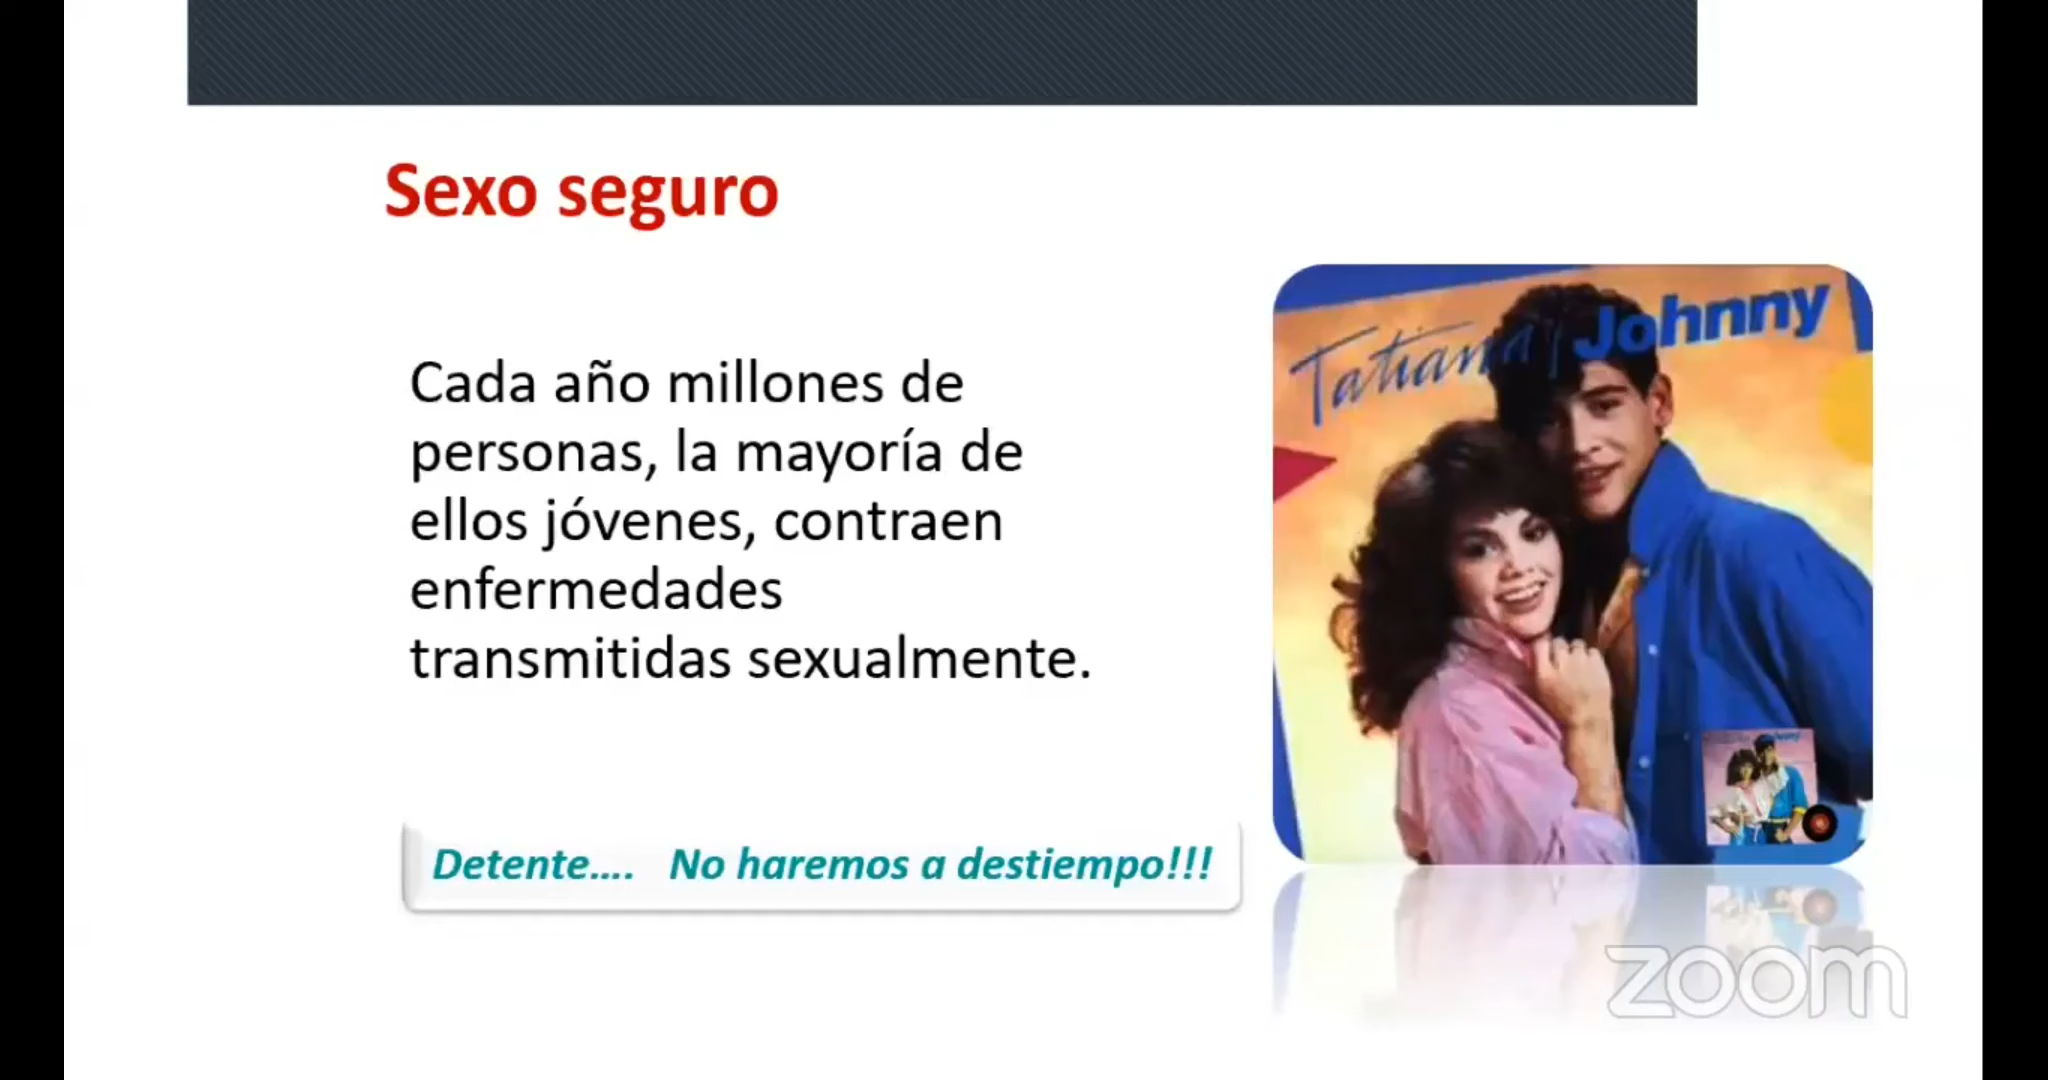 Sexo seguro
Cada año millones de
personas, la mayoría de
ellos jóvenes, contraen
enfermedades
transmitidas sexualmente.
Detente.... No haremos a destiempo!!!
Tatiana y Johnny
Johnny
zoom